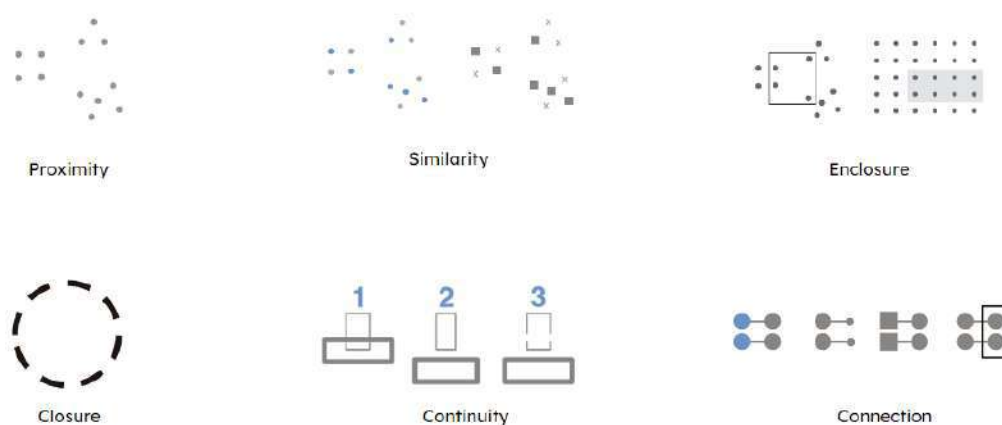 Proximity
Similarity
Enclosure
1 2 3
Closure
Continuity
Connection